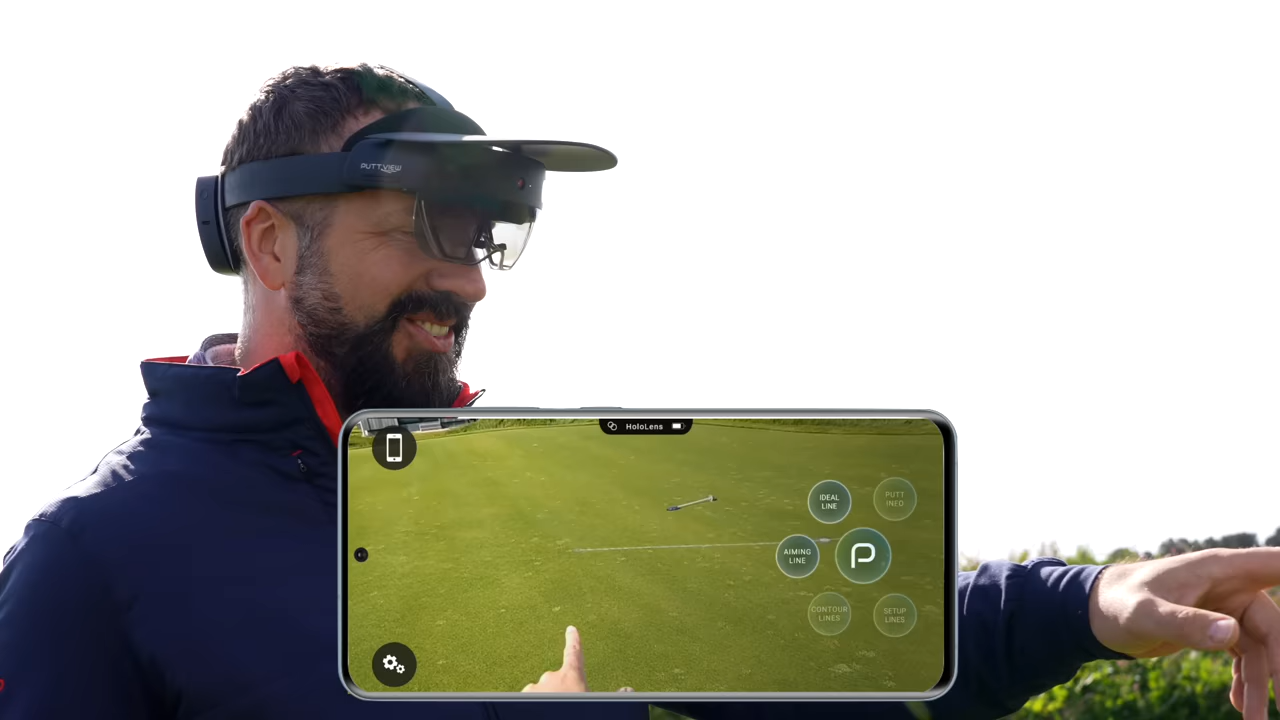 PUTTVIEW
HoloLens
IDEAL
LINE
PUTT
INFO
AIMING
LINE
CONTOUR
LINES
SETUP
LINES